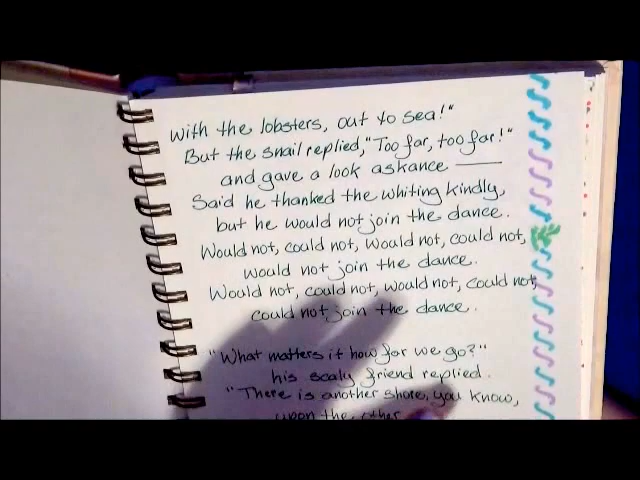 with the lobsters, out to sea!"
But the snail replied, "Too far, too far!"
and gave a look askance ——
Said he thanked the whiting kindly,
but he would not join the dance.
Would not, could not, would not, could not,
would not join the dance.
Would not, could not, would not, could not,
could not join the dance.
"What matters it how far we go?"
his scaly friend replied.
"There is another shore, you know,
upon the other